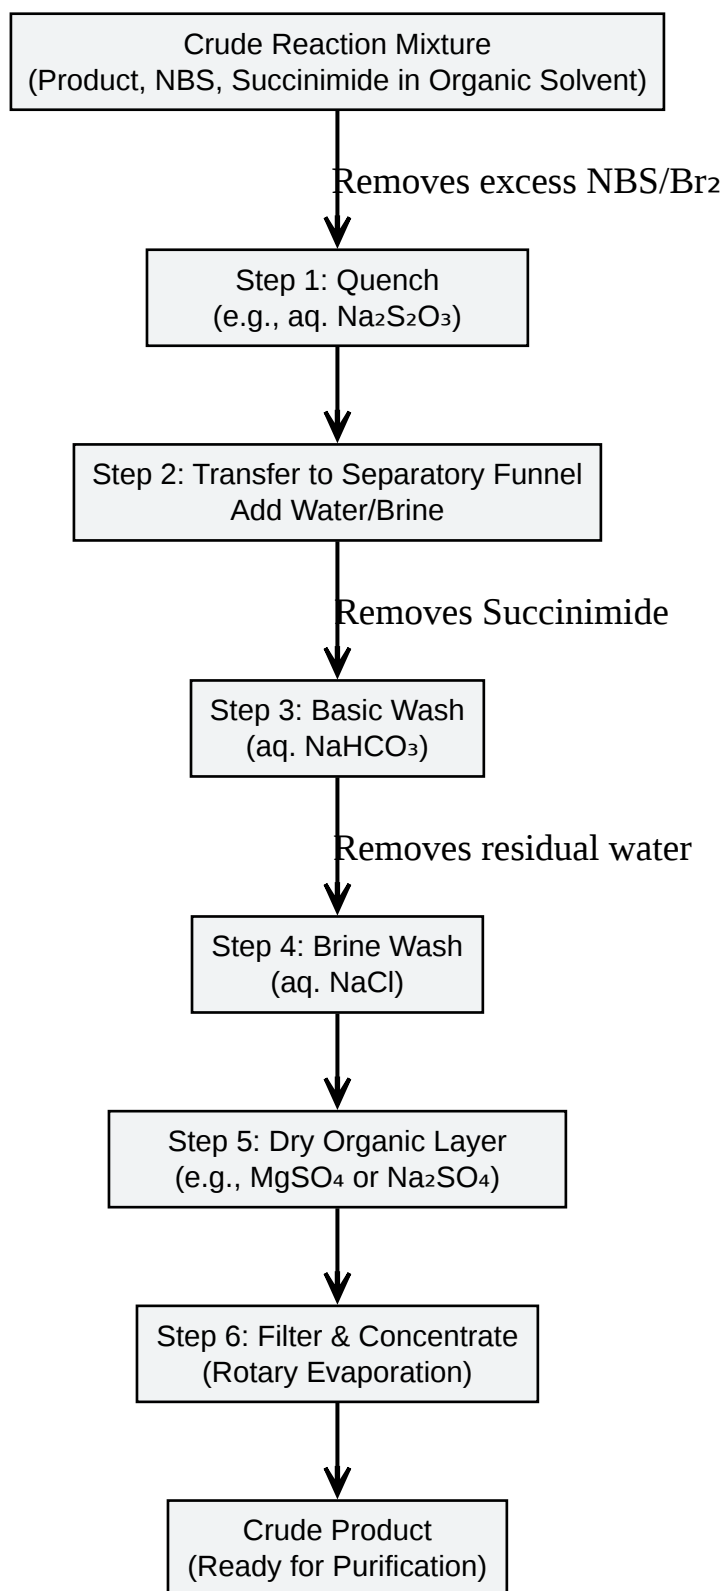 Crude Reaction Mixture
(Product, NBS, Succinimide in Organic Solvent)
Removes excess NBS/Br₂
Step 1: Quench
(e.g., aq. Na₂S₂O₃)
Step 2: Transfer to Separatory Funnel
Add Water/Brine
Removes Succinimide
Step 3: Basic Wash
(aq. NaHCO₃)
Removes residual water
Step 4: Brine Wash
(aq. NaCl)
Step 5: Dry Organic Layer
(e.g., MgSO₄ or Na₂SO₄)
Step 6: Filter & Concentrate
(Rotary Evaporation)
Crude Product
(Ready for Purification)